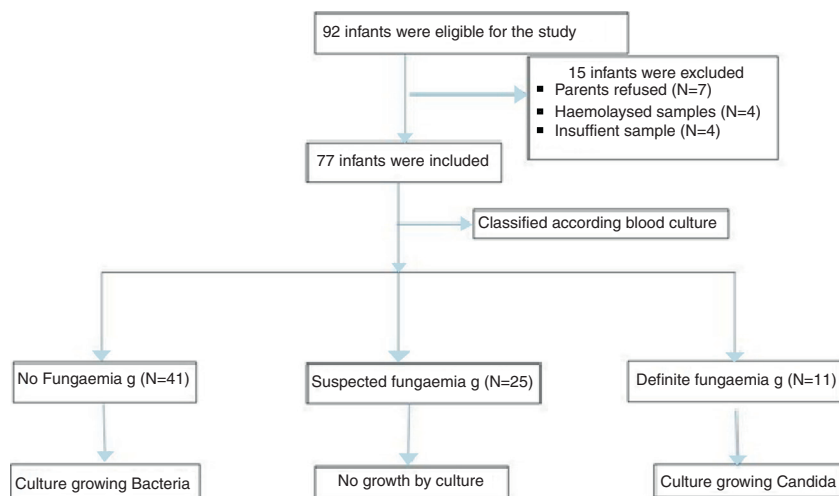 92 infants were eligible for the study
15 infants were excluded
▪ Parents refused (N=7)
▪ Haemolaysed samples (N=4)
▪ Insuffient sample (N=4)
77 infants were included
Classified according blood culture
No Fungaemia g (N=41)
Suspected fungaemia g (N=25)
Definite fungaemia g (N=11)
Culture growing Bacteria
No growth by culture
Culture growing Candida